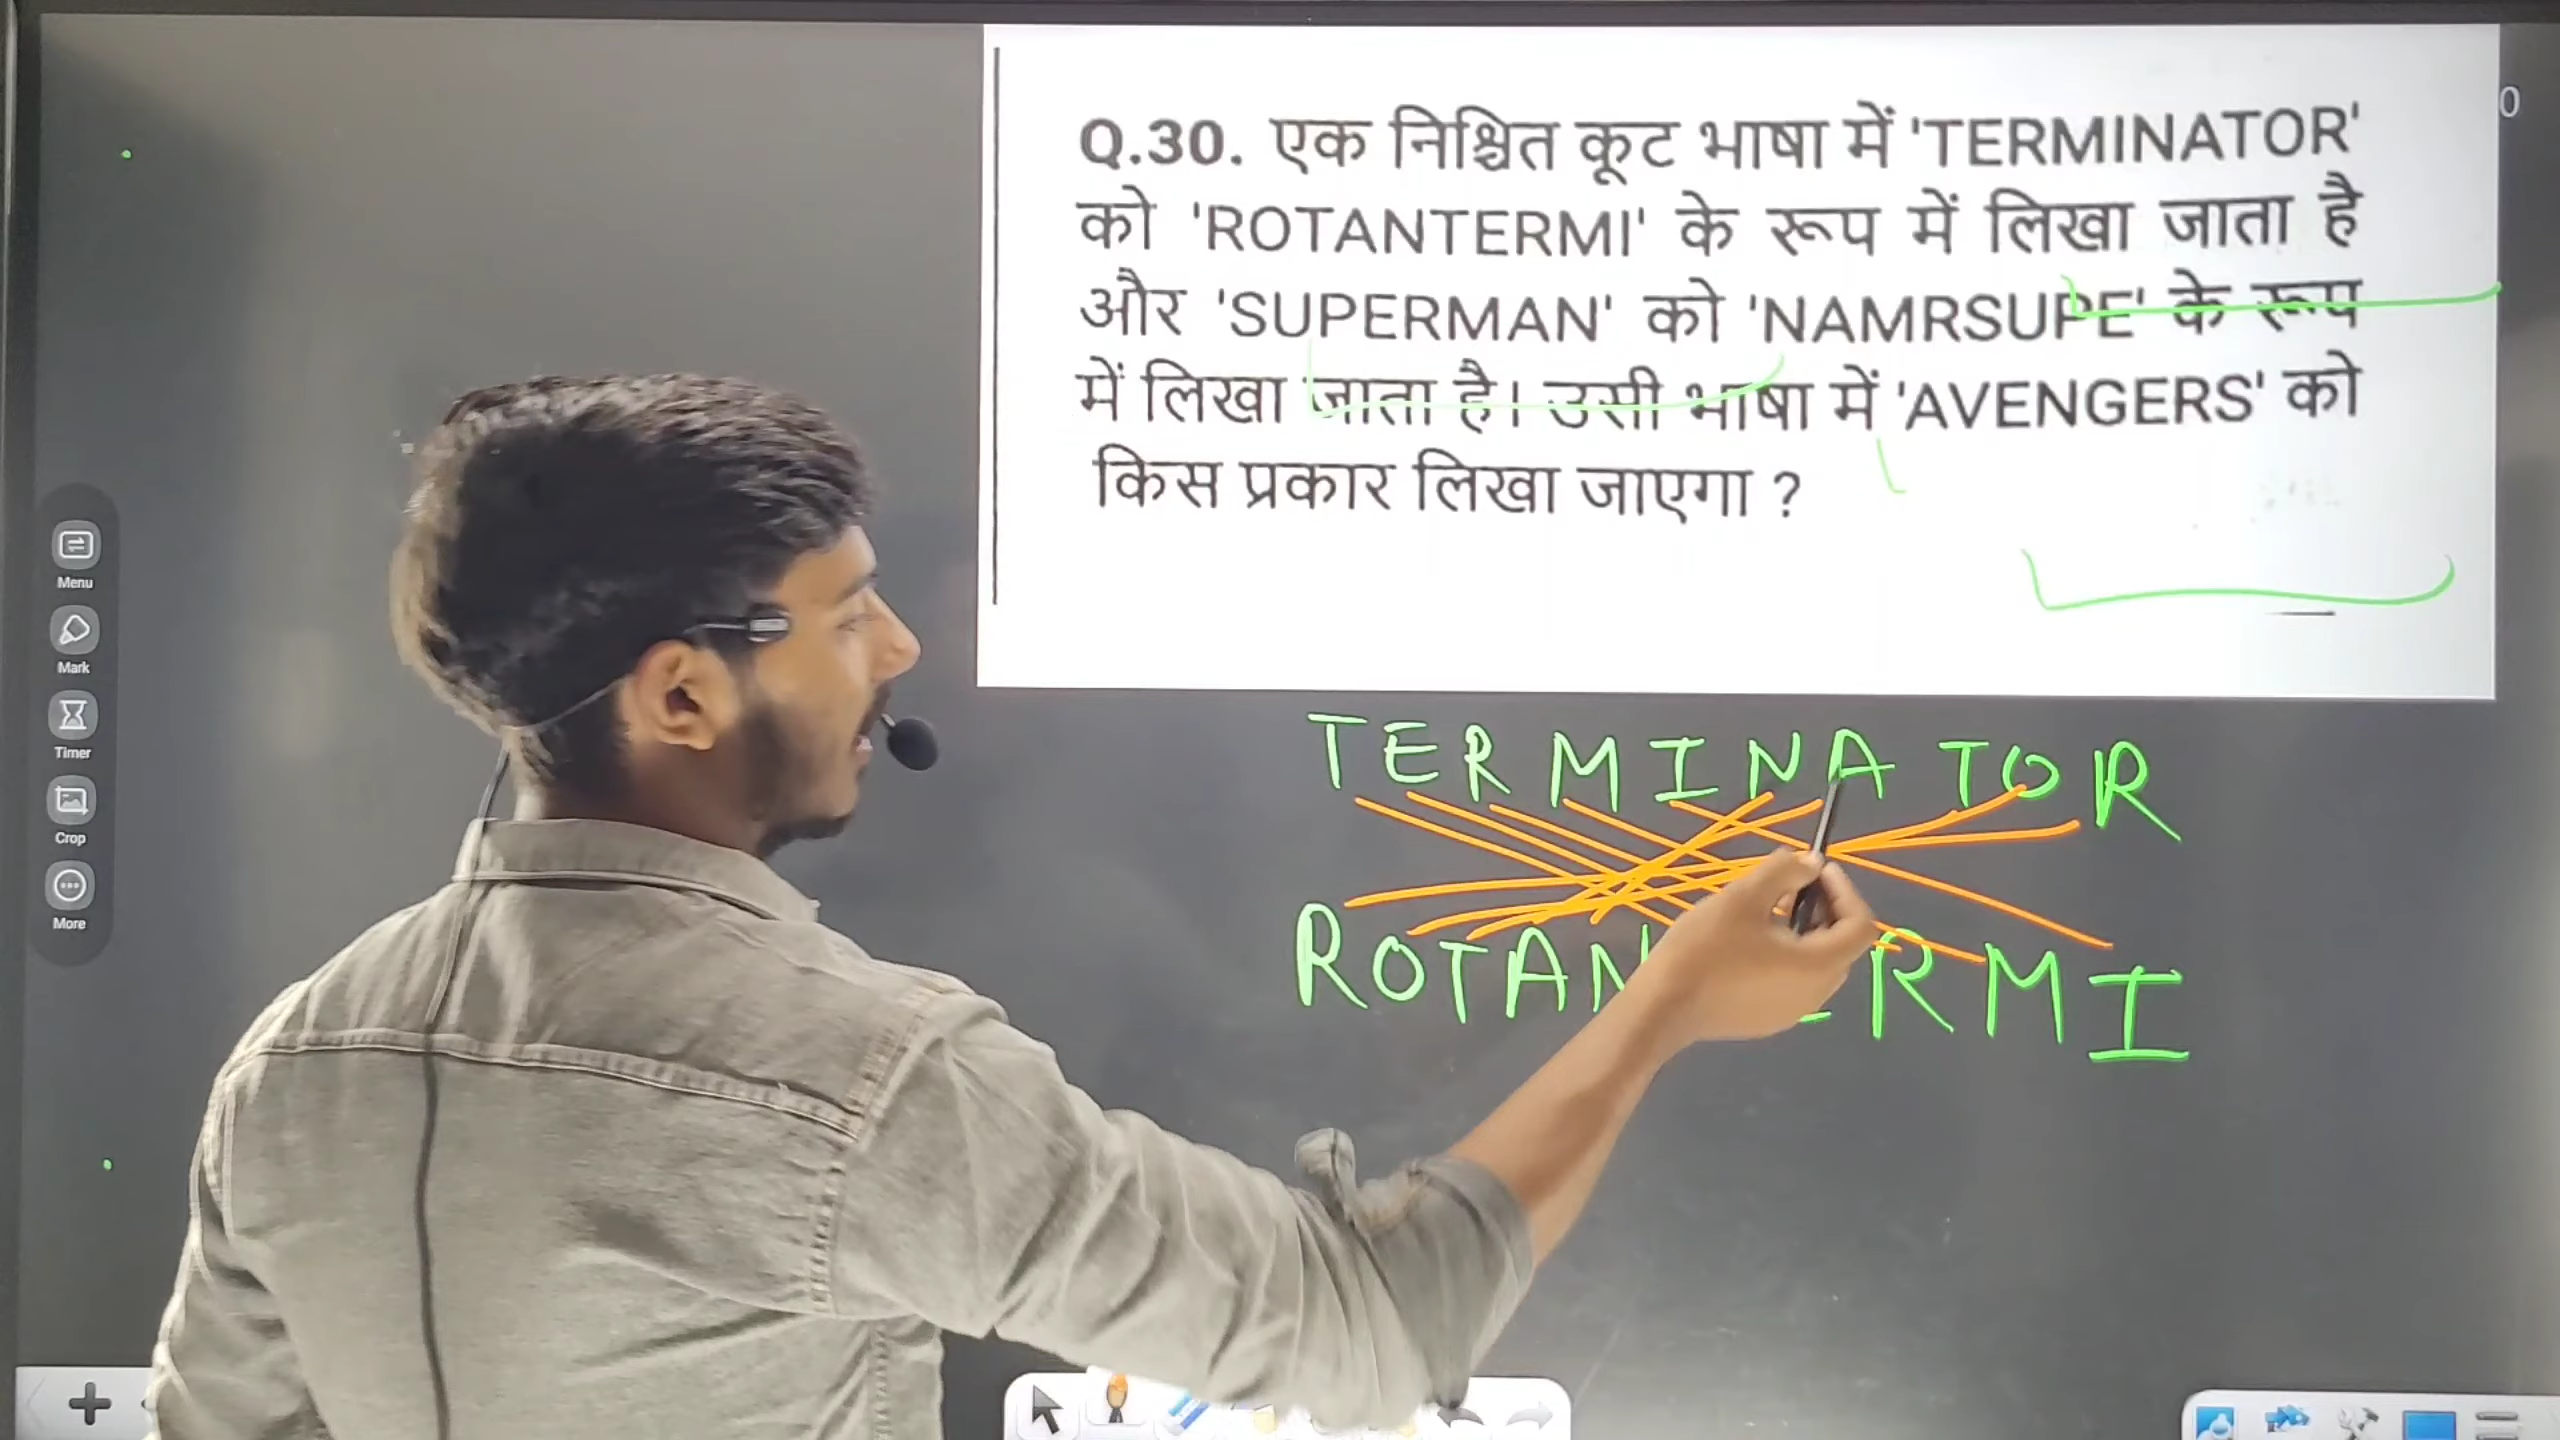 0
Q.30. एक निश्चित कूट भाषा में 'TERMINATOR'
को 'ROTANTERMI' के रूप में लिखा जाता है
और 'SUPERMAN' को 'NAMRSUPE' के रूप
में लिखा जाता है। उसी भाषा में 'AVENGERS' को
किस प्रकार लिखा जाएगा ?
TERMINATOR
ROTAN RMI
Menu
Mark
Timer
Crop
More